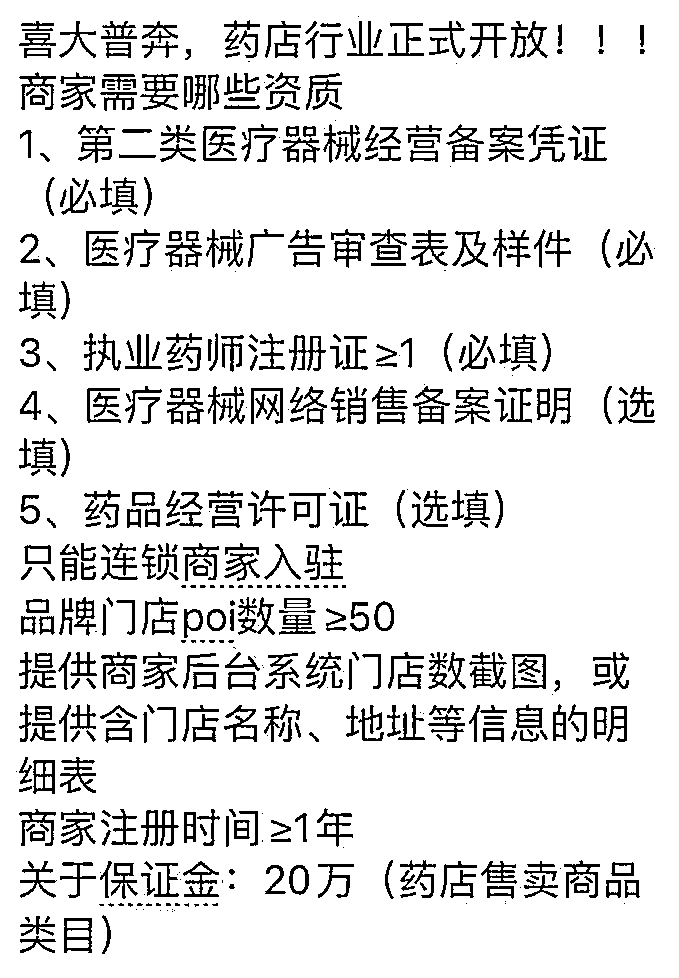 喜大普奔，药店行业正式开放！！！
商家需要哪些资质
1、第二类医疗器械经营备案凭证
（必填）
2、医疗器械广告审查表及样件（必
填）
3、执业药师注册证≥1（必填）
4、医疗器械网络销售备案证明（选
填）
5、药品经营许可证（选填）
只能连锁商家入驻
品牌门店poi数量≥50
提供商家后台系统门店数截图，或
提供含门店名称、地址等信息的明
细表
商家注册时间≥1年
关于保证金：20万（药店售卖商品
类目）